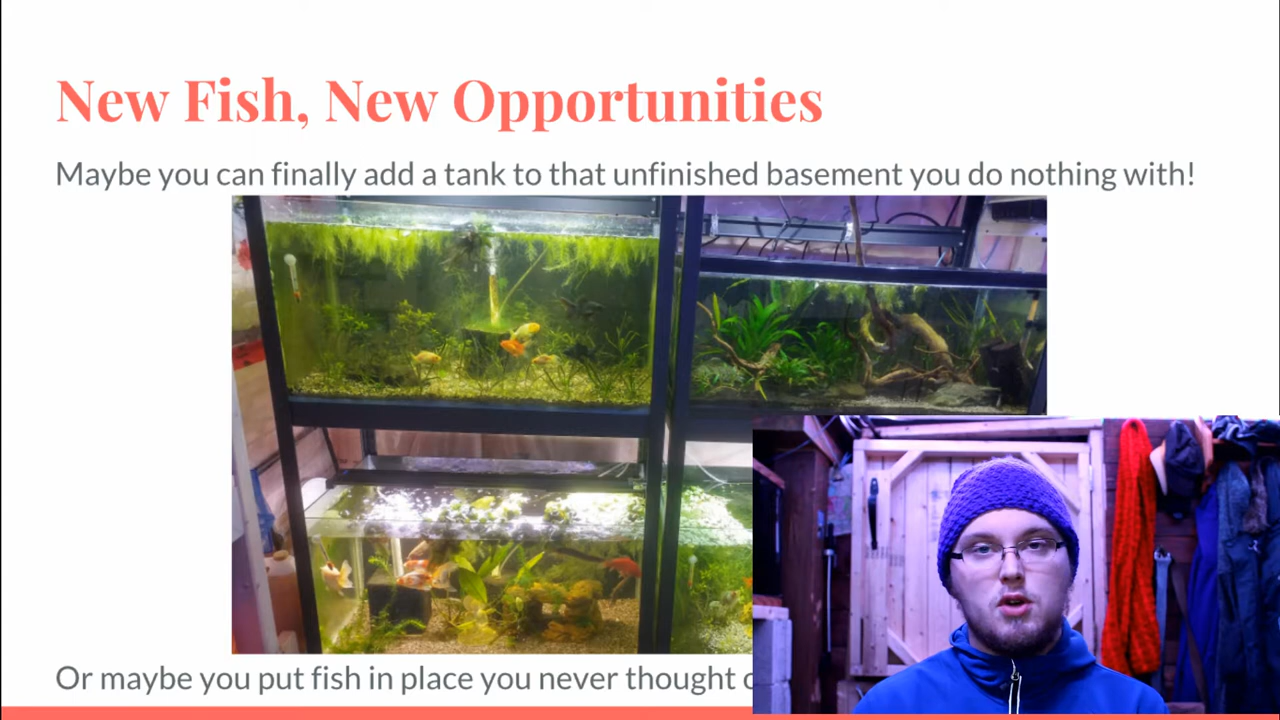 New Fish, New Opportunities
Maybe you can finally add a tank to that unfinished basement you do nothing with!
Or maybe you put fish in place you never thought